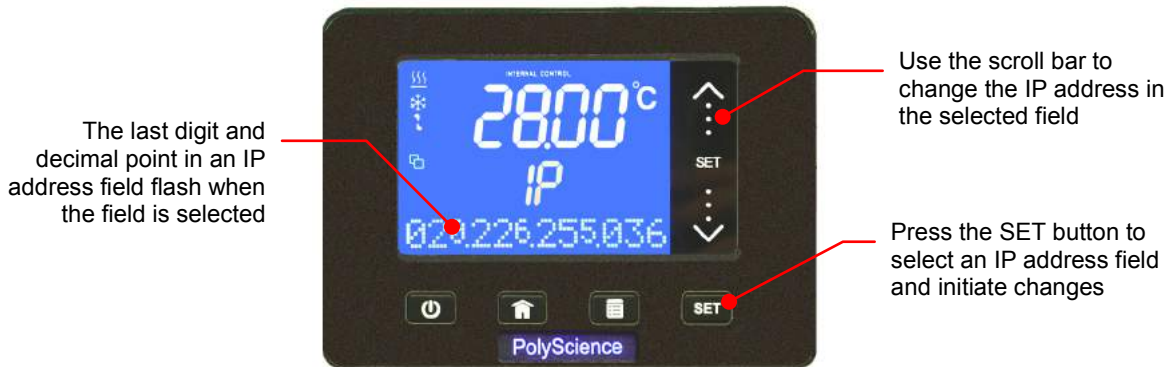 The last digit and
decimal point in an IP
address field flash when
the field is selected
INTERNAL CONTROL
28.00°C
IP
020.226.255.036
SET
SET
PolyScience
Use the scroll bar to
change the IP address in
the selected field
Press the SET button to
select an IP address field
and initiate changes